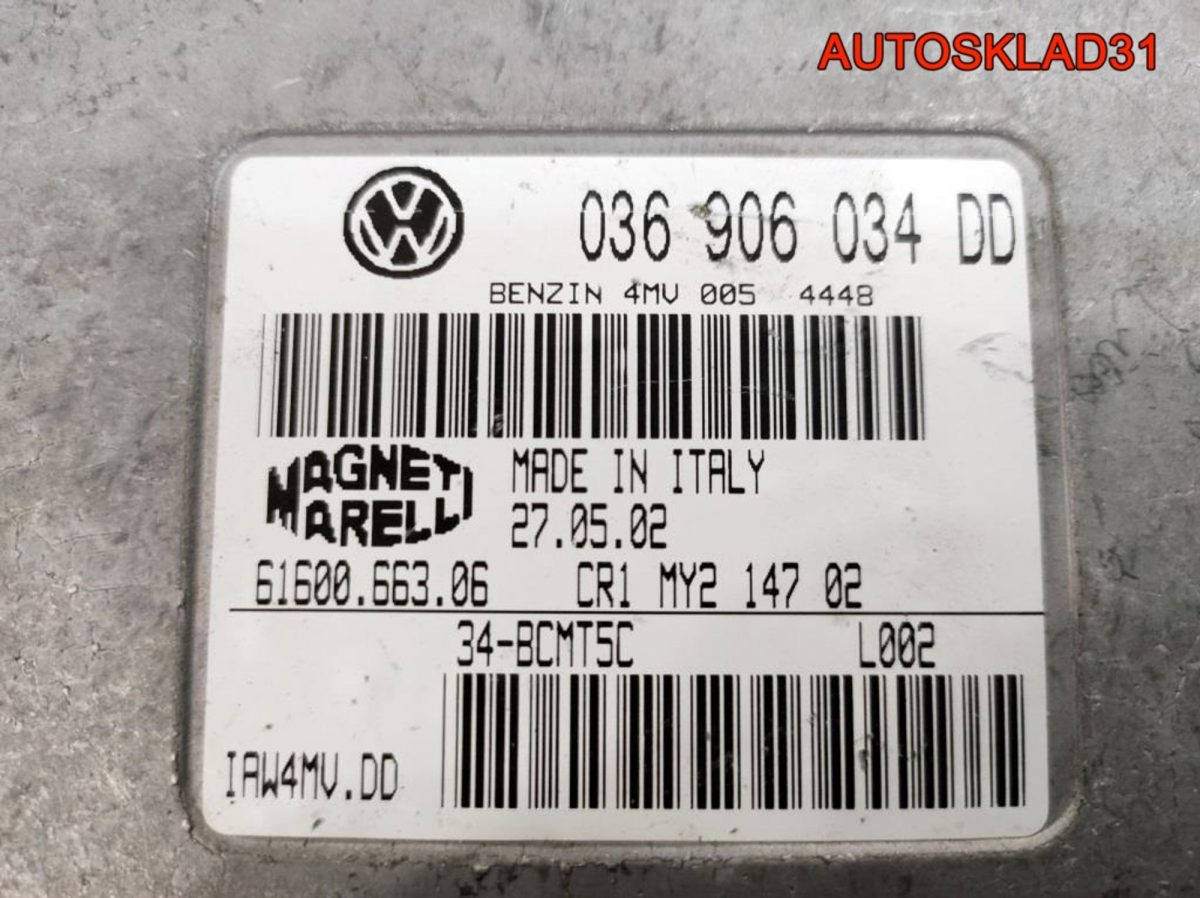 AUTOSKLAD31
036 906 034 DD
BENZIN 4MV 005 4448
MAGNETI
MARELLI
MADE IN ITALY
27.05.02
61600.663.06 CR1 MY2 147 02
34-BCMT5C L002
IAW4MV.DD